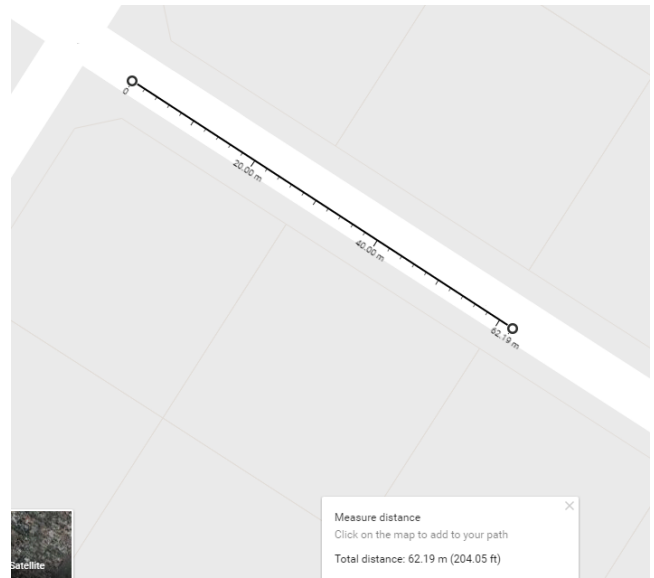 0
20.00 m
40.00 m
62.19 m
Measure distance
Click on the map to add to your path
Total distance: 62.19 m (204.05 ft)
Satellite